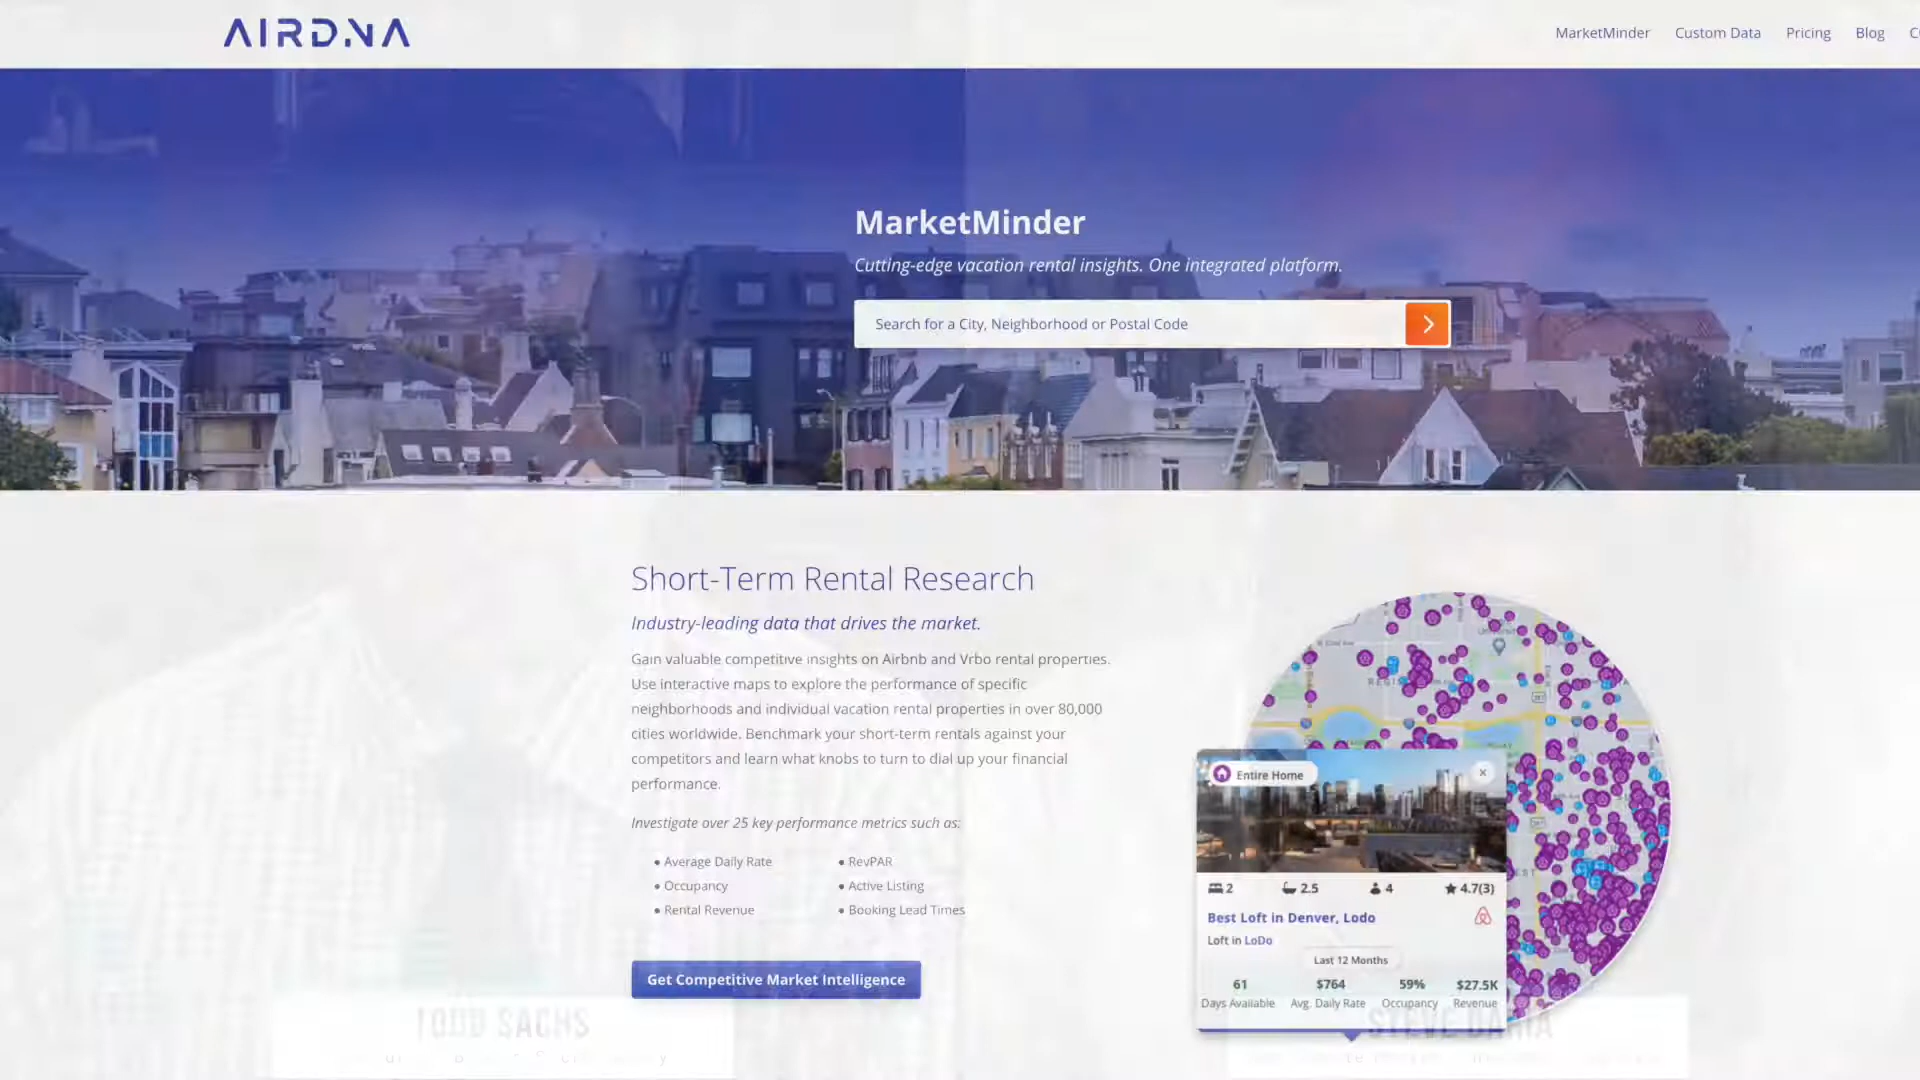 AIRDNA
MarketMinder Custom Data Pricing Blog
MarketMinder
Cutting-edge vacation rental insights. One integrated platform.
Search for a City, Neighborhood or Postal Code
Short-Term Rental Research
Industry-leading data that drives the market.
Gain valuable competitive insights on Airbnb and Vrbo rental properties.
Use interactive maps to explore the performance of specific
neighborhoods and individual vacation rental properties in over 80,000
cities worldwide. Benchmark your short-term rentals against your
competitors and learn what knobs to turn to dial up your financial
performance.
Investigate over 25 key performance metrics such as:
• Average Daily Rate
• Occupancy
• Rental Revenue
• RevPAR
• Active Listing
• Booking Lead Times
Get Competitive Market Intelligence
Entire Home
2 2.5 4 4.7(3)
Best Loft in Denver, Lodo
Loft in LoDo
Last 12 Months
61 $764 59% $27.5K
Days Available Avg. Daily Rate Occupancy Revenue
TODD SACHS